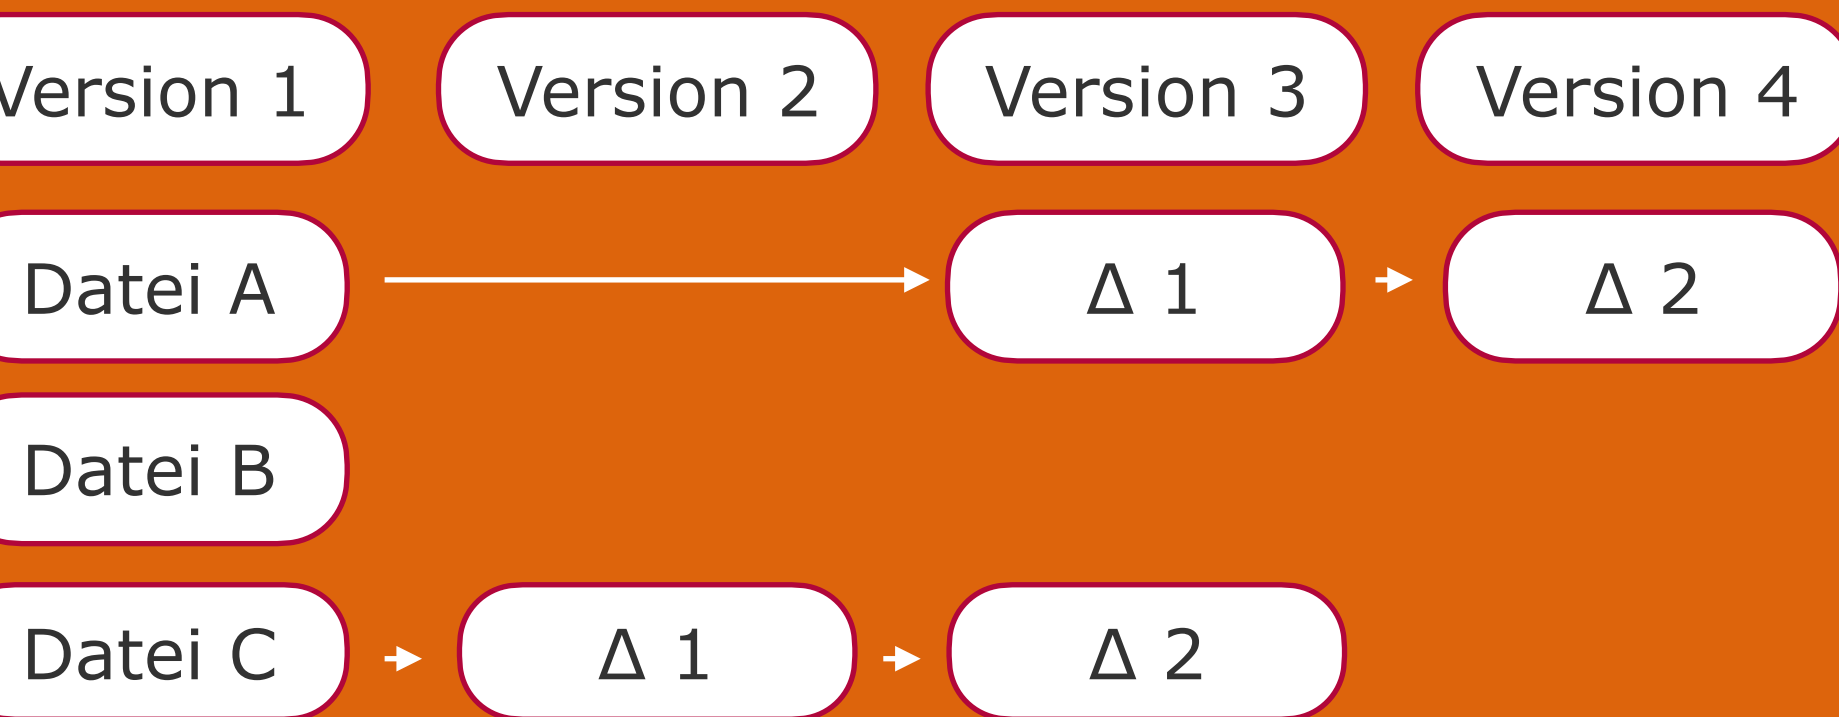 Version 1 Version 2 Version 3 Version 4
Datei A Δ 1 Δ 2
Datei B
Datei C Δ 1 Δ 2